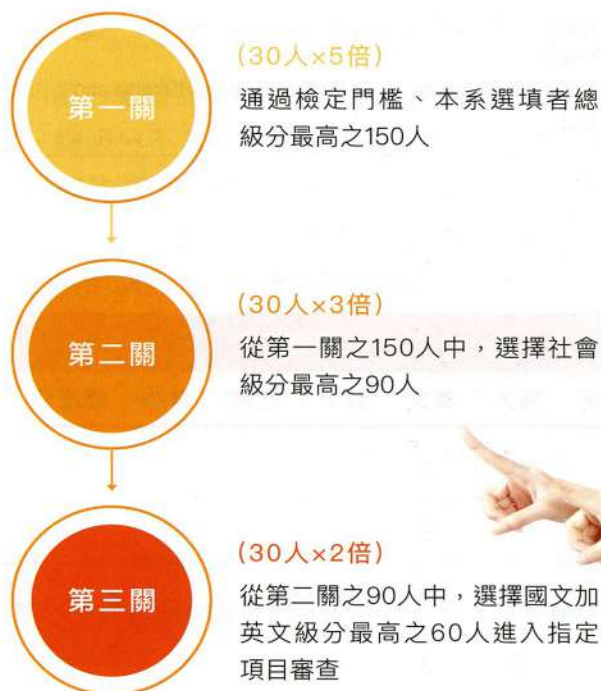 第一關
(30人×5倍)
通過檢定門檻、本系選填者總
級分最高之150人
第二關
(30人×3倍)
從第一關之150人中，選擇社會
級分最高之90人
第三關
(30人×2倍)
從第二關之90人中，選擇國文加
英文級分最高之60人進入指定
項目審查